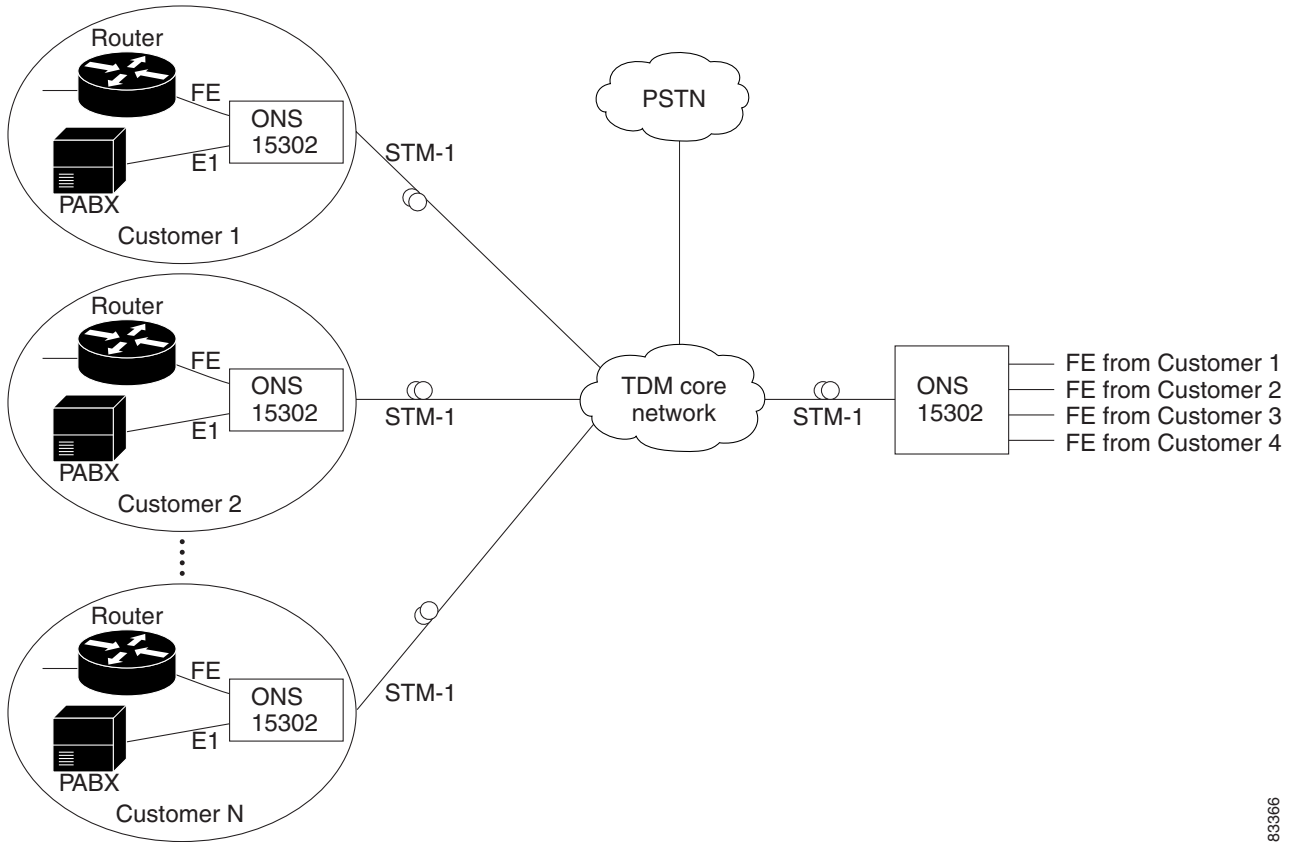 Router
FE
ONS
15302
E1
PABX
Customer 1
STM-1
PSTN
Router
FE
ONS
15302
E1
PABX
Customer 2
STM-1
TDM core
network
STM-1
ONS
15302
FE from Customer 1
FE from Customer 2
FE from Customer 3
FE from Customer 4
Router
FE
ONS
15302
E1
PABX
Customer N
STM-1
83366